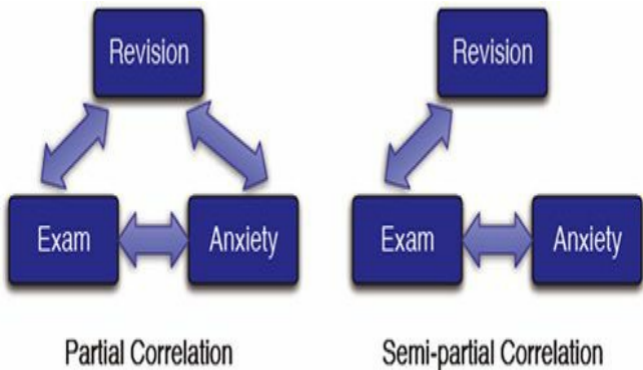 Revision
Exam
Anxiety
Partial Correlation
Revision
Exam
Anxiety
Semi-partial Correlation